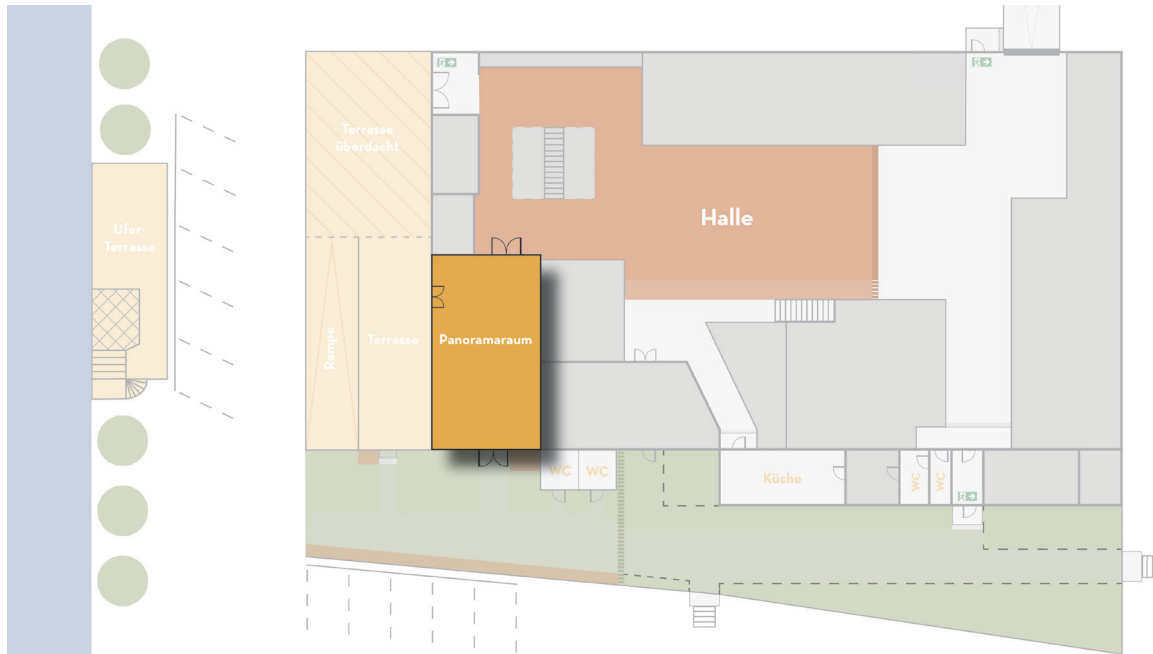 Terrasse
überdacht
Halle
Ufer-
Terrasse
Rampe
Terrasse
Panoramaraum
WC
WC
Küche
WC
WC